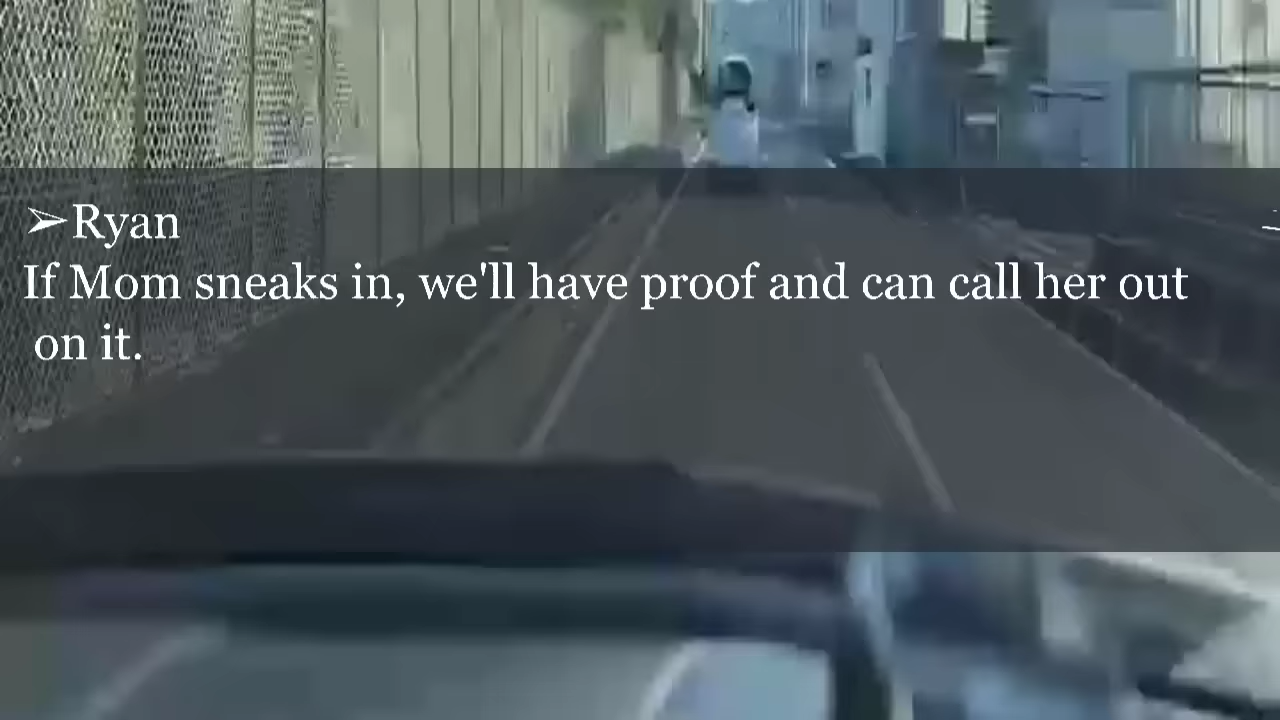 ➢Ryan
If Mom sneaks in, we'll have proof and can call her out
on it.